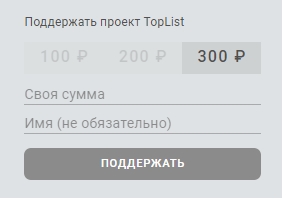 Поддержать проект TopList
100 ₽ 200 ₽ 300 ₽
Своя сумма
Имя (не обязательно)
ПОДДЕРЖАТЬ